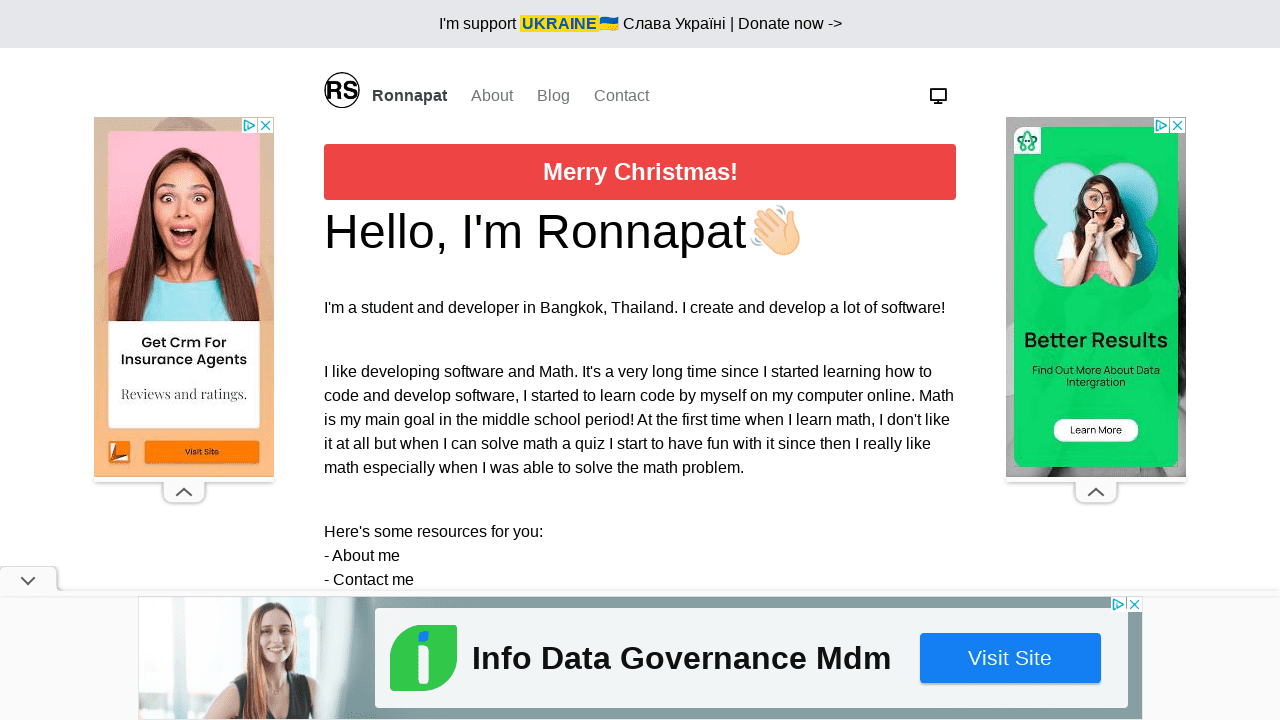 I'm support UKRAINE🇺🇦 Слава Україні | Donate now ->
RS Ronnapat About Blog Contact
Merry Christmas!
Hello, I'm Ronnapat👋🏻
I'm a student and developer in Bangkok, Thailand. I create and develop a lot of software!
I like developing software and Math. It's a very long time since I started learning how to
code and develop software, I started to learn code by myself on my computer online. Math
is my main goal in the middle school period! At the first time when I learn math, I don't like
it at all but when I can solve math a quiz I start to have fun with it since then I really like
math especially when I was able to solve the math problem.
Here's some resources for you:
- About me
- Contact me
Get Crm For
Insurance Agents
Reviews and ratings.
Visit Site
Better Results
Find Out More About Data
Intergration
Learn More
Info Data Governance Mdm
Visit Site